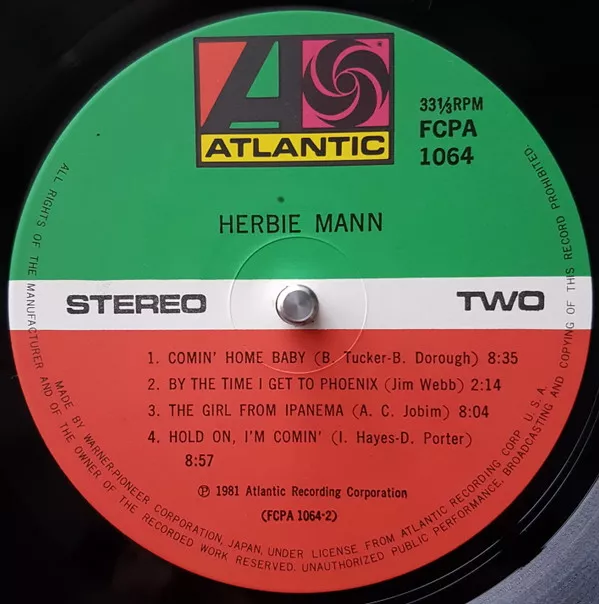 ATLANTIC
33⅓RPM
FCPA
1064
HERBIE MANN
STEREO
TWO
1. COMIN' HOME BABY (B. Tucker-B. Dorough) 8:35
2. BY THE TIME I GET TO PHOENIX (Jim Webb) 2:14
3. THE GIRL FROM IPANEMA (A. C. Jobim) 8:04
4. HOLD ON, I'M COMIN' (I. Hayes-D. Porter)
8:57
℗ 1981 Atlantic Recording Corporation
(FCPA 1064-2)
ALL RIGHTS OF THE MANUFACTURER AND OF THE OWNER OF THE RECORDED WORK RESERVED. UNAUTHORIZED PUBLIC PERFORMANCE, BROADCASTING AND COPYING OF THIS RECORD PROHIBITED.
MADE BY WARNER-PIONEER CORPORATION, JAPAN, UNDER LICENSE FROM ATLANTIC RECORDING CORP. U. S. A.